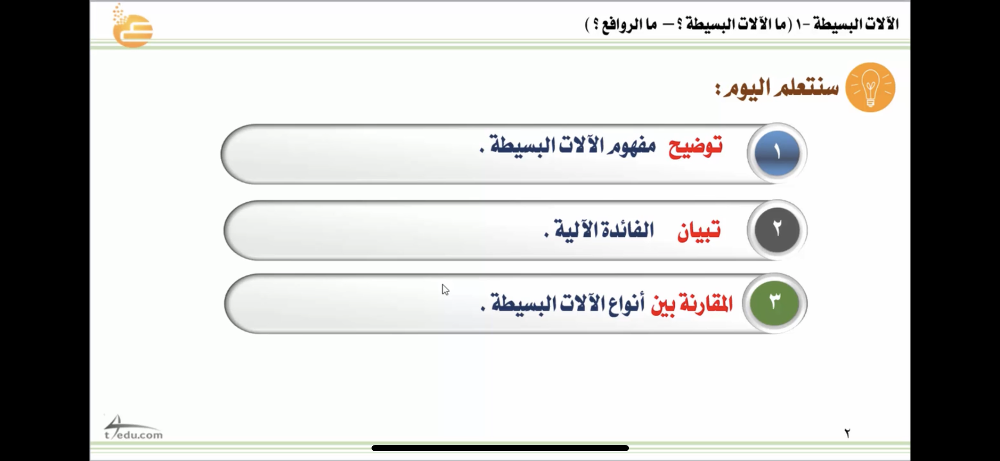 الآلات البسيطة -١ (ما الآلات البسيطة ؟ – ما الروافع ؟ )
سنتعلم اليوم :
١ توضيح مفهوم الآلات البسيطة .
٢ تبيان الفائدة الآلية .
٣ المقارنة بين أنواع الآلات البسيطة .
t4edu.com
٢